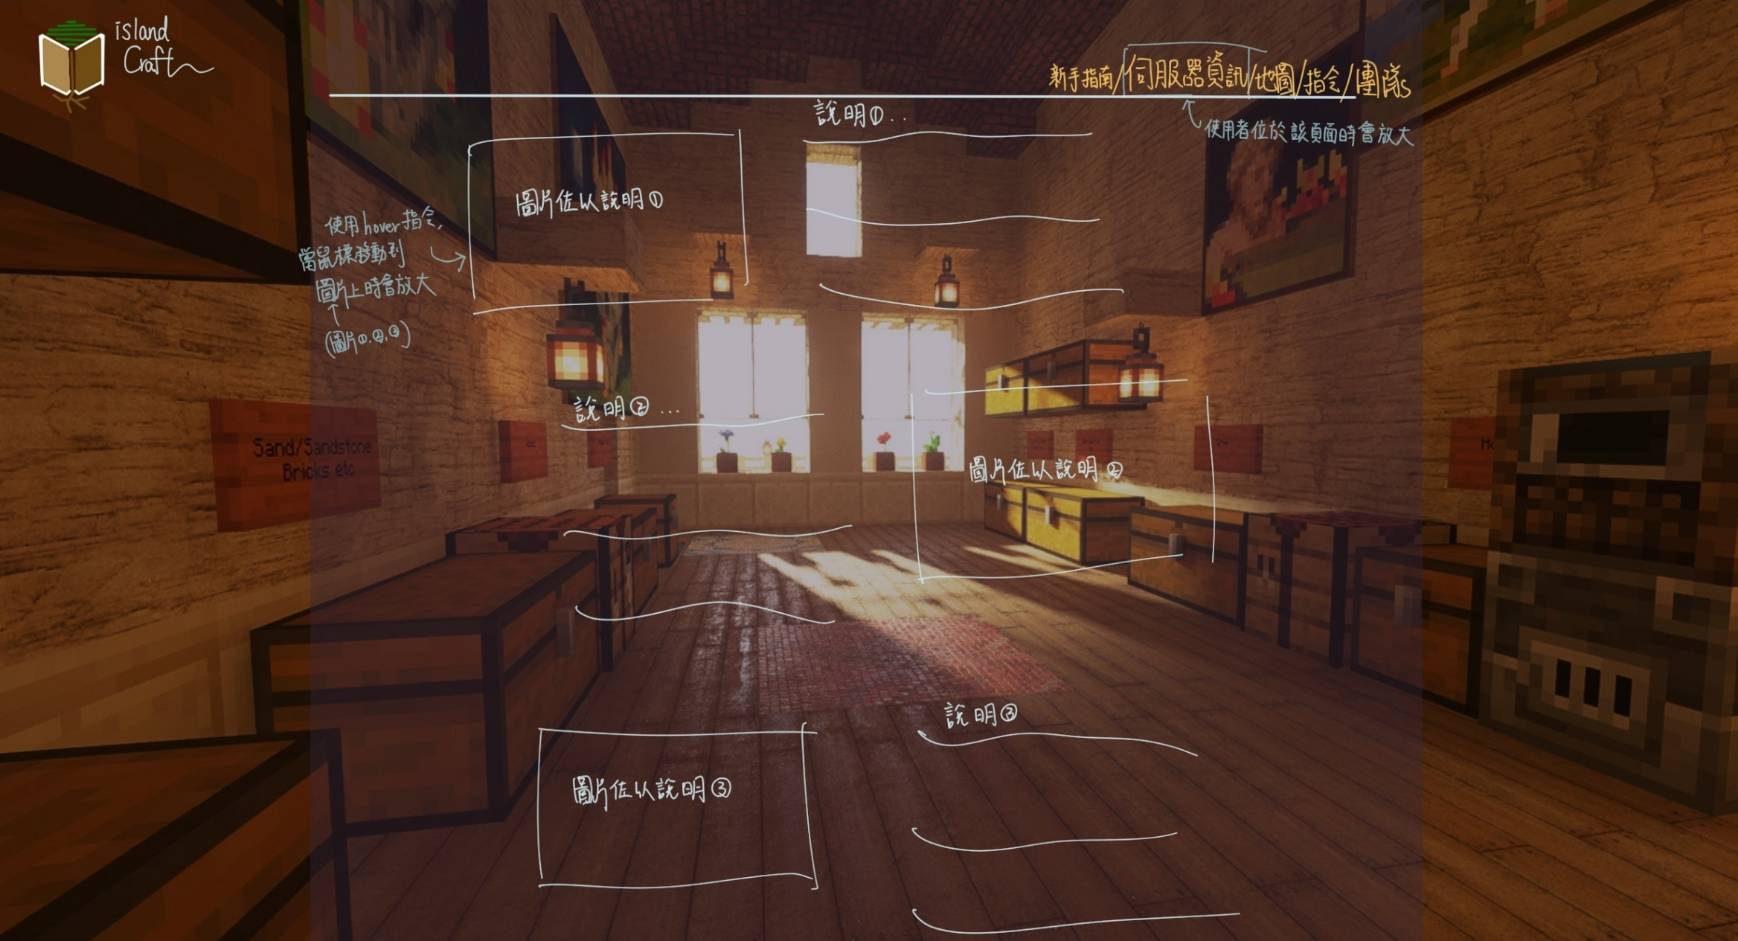 island
Craft
新手指南/伺服器資訊/地圖/指令/團隊
使用者位於該頁面時會放大
說明①..
圖片佐以說明①
使用hover指令,
當鼠標移動到
圖片上時會放大
(圖片①.②.③)
說明②...
圖片佐以說明②
Sand/Sandstone
Bricks etc
說明③
圖片佐以說明③